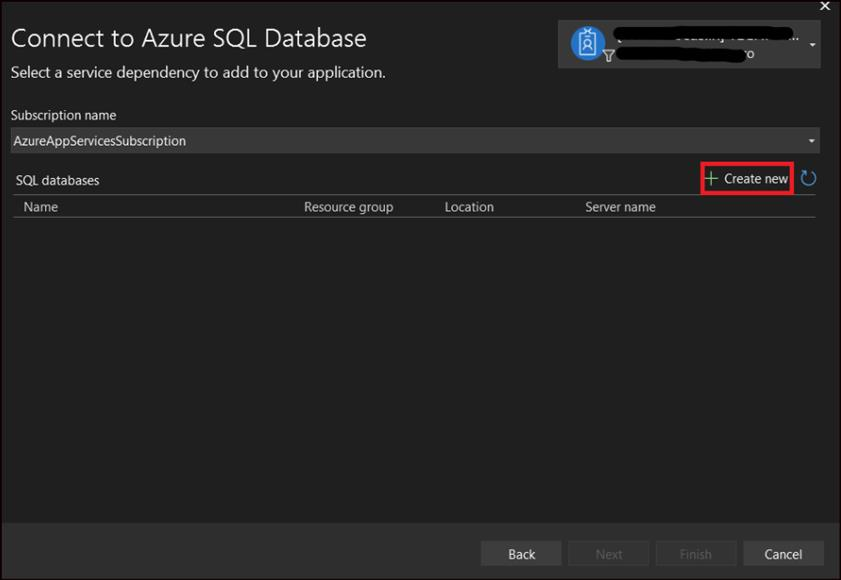 Connect to Azure SQL Database
Select a service dependency to add to your application.
Subscription name
AzureAppServicesSubscription
SQL databases
Create new
Name Resource group Location Server name
Back Next Finish Cancel